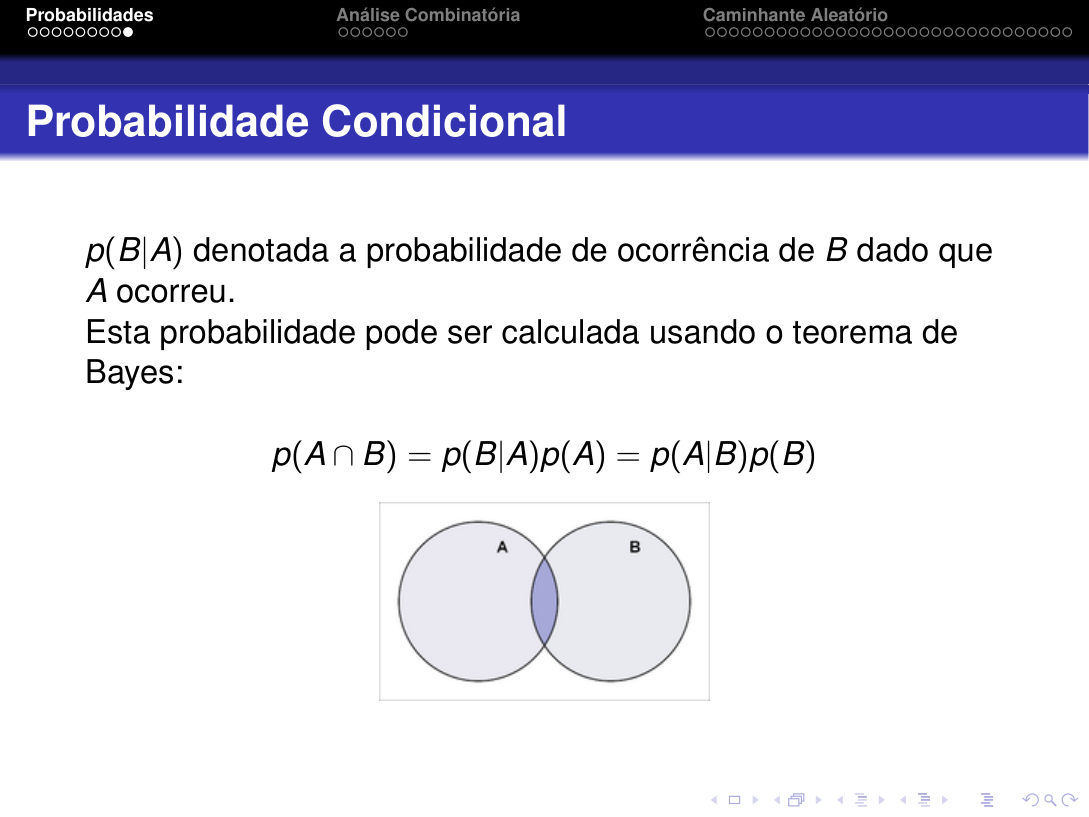 Probabilidades
Análise Combinatória
Caminhante Aleatório
Probabilidade Condicional
p(B|A) denotada a probabilidade de ocorrência de B dado que
A ocorreu.
Esta probabilidade pode ser calculada usando o teorema de
Bayes:
p(A ∩ B) = p(B|A)p(A) = p(A|B)p(B)
A
B